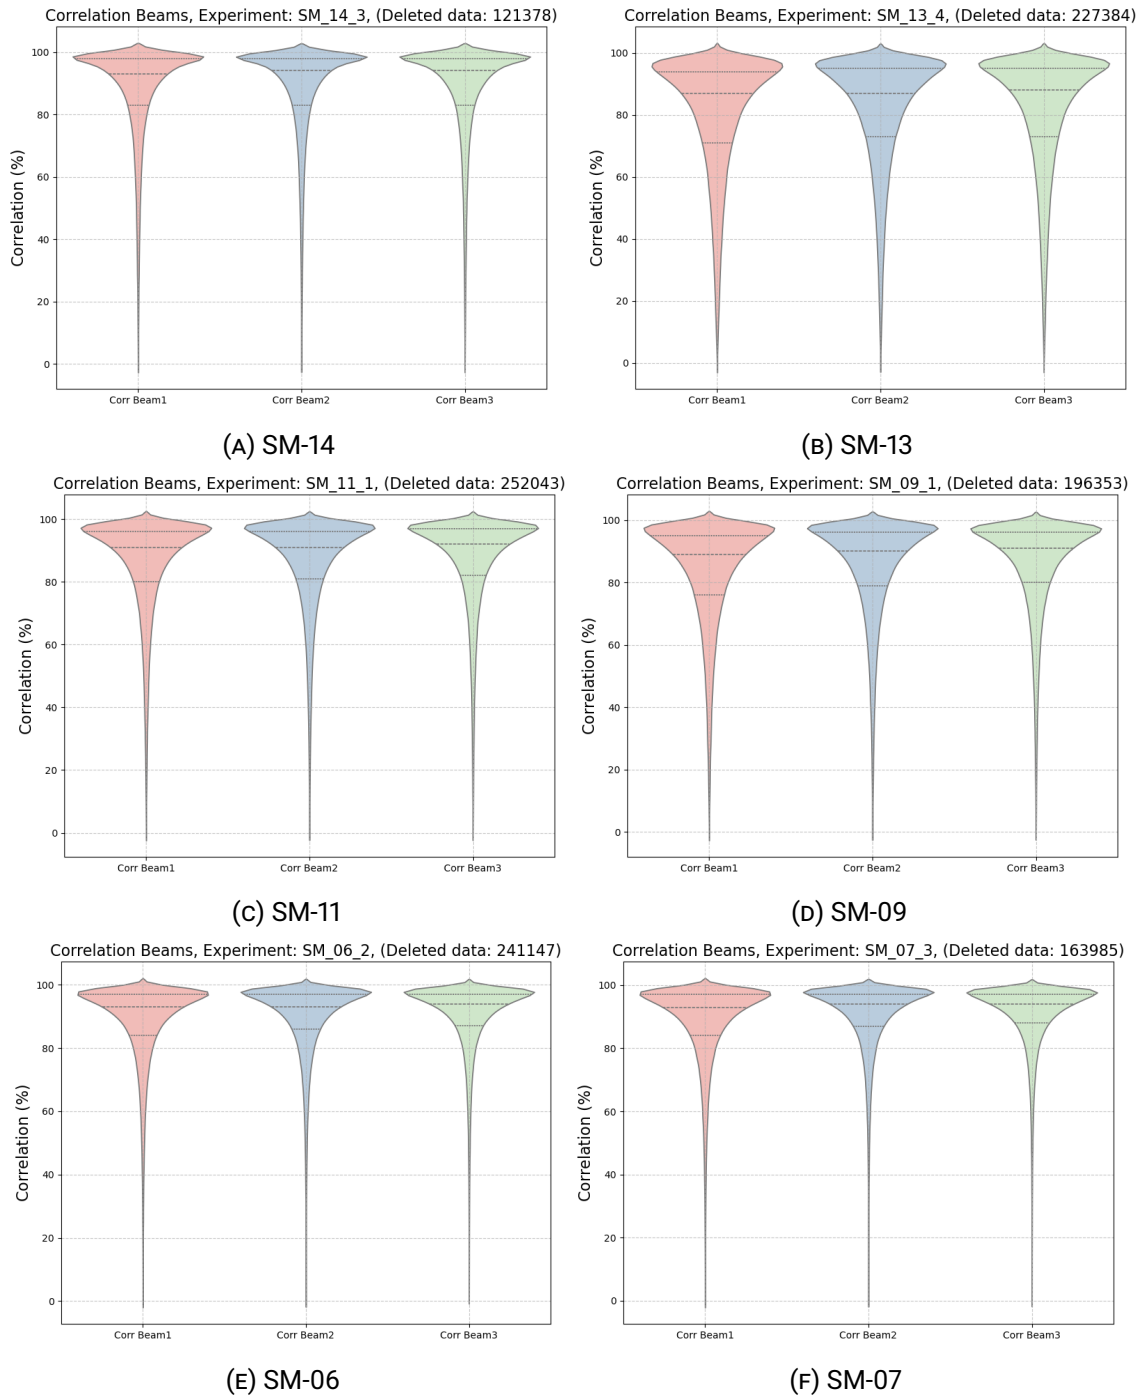 Correlation Beams, Experiment: SM_14_3, (Deleted data: 121378)
Correlation (%)
100
80
60
40
20
0
Corr Beam1 Corr Beam2 Corr Beam3
(A) SM-14
Correlation Beams, Experiment: SM_13_4, (Deleted data: 227384)
Correlation (%)
100
80
60
40
20
0
Corr Beam1 Corr Beam2 Corr Beam3
(B) SM-13
Correlation Beams, Experiment: SM_11_1, (Deleted data: 252043)
Correlation (%)
100
80
60
40
20
0
Corr Beam1 Corr Beam2 Corr Beam3
(C) SM-11
Correlation Beams, Experiment: SM_09_1, (Deleted data: 196353)
Correlation (%)
100
80
60
40
20
0
Corr Beam1 Corr Beam2 Corr Beam3
(D) SM-09
Correlation Beams, Experiment: SM_06_2, (Deleted data: 241147)
Correlation (%)
100
80
60
40
20
0
Corr Beam1 Corr Beam2 Corr Beam3
(E) SM-06
Correlation Beams, Experiment: SM_07_3, (Deleted data: 163985)
Correlation (%)
100
80
60
40
20
0
Corr Beam1 Corr Beam2 Corr Beam3
(F) SM-07